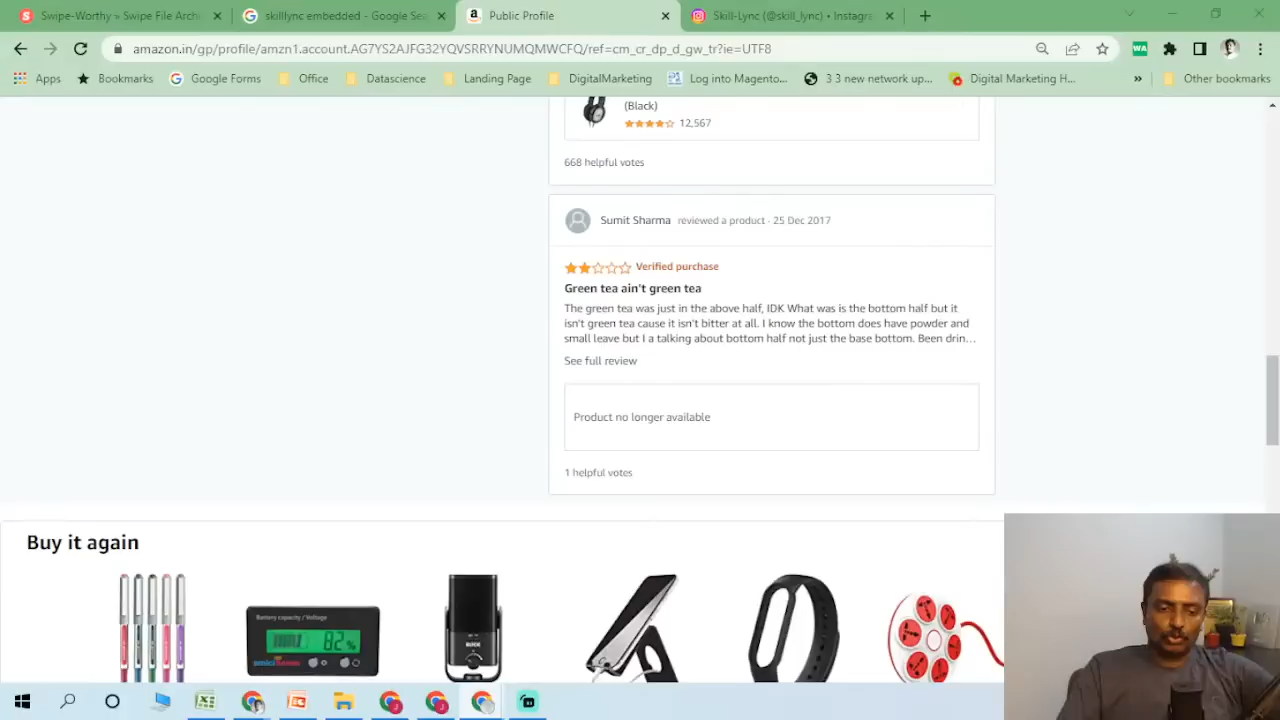 Swipe-Worthy » Swipe File Archi
skilllync embedded - Google Sea
Public Profile
Skill-Lync (@skill_lync) • Instagra
amazon.in/gp/profile/amzn1.account.AG7YS2AJFG32YQVSRRYNUMQMWCFQ/ref=cm_cr_dp_d_gw_tr?ie=UTF8
WA
Apps
Bookmarks
Google Forms
Office
Datascience
Landing Page
DigitalMarketing
Log into Magento...
3 3 new network up...
Digital Marketing H...
»
Other bookmarks
(Black)
12,567
668 helpful votes
Sumit Sharma reviewed a product · 25 Dec 2017
Verified purchase
Green tea ain't green tea
The green tea was just in the above half, IDK What was is the bottom half but it
isn't green tea cause it isn't bitter at all. I know the bottom does have powder and
small leave but I a talking about bottom half not just the base bottom. Been drin...
See full review
Product no longer available
1 helpful votes
Buy it again
Battery capacity / Voltage
82%
RODE